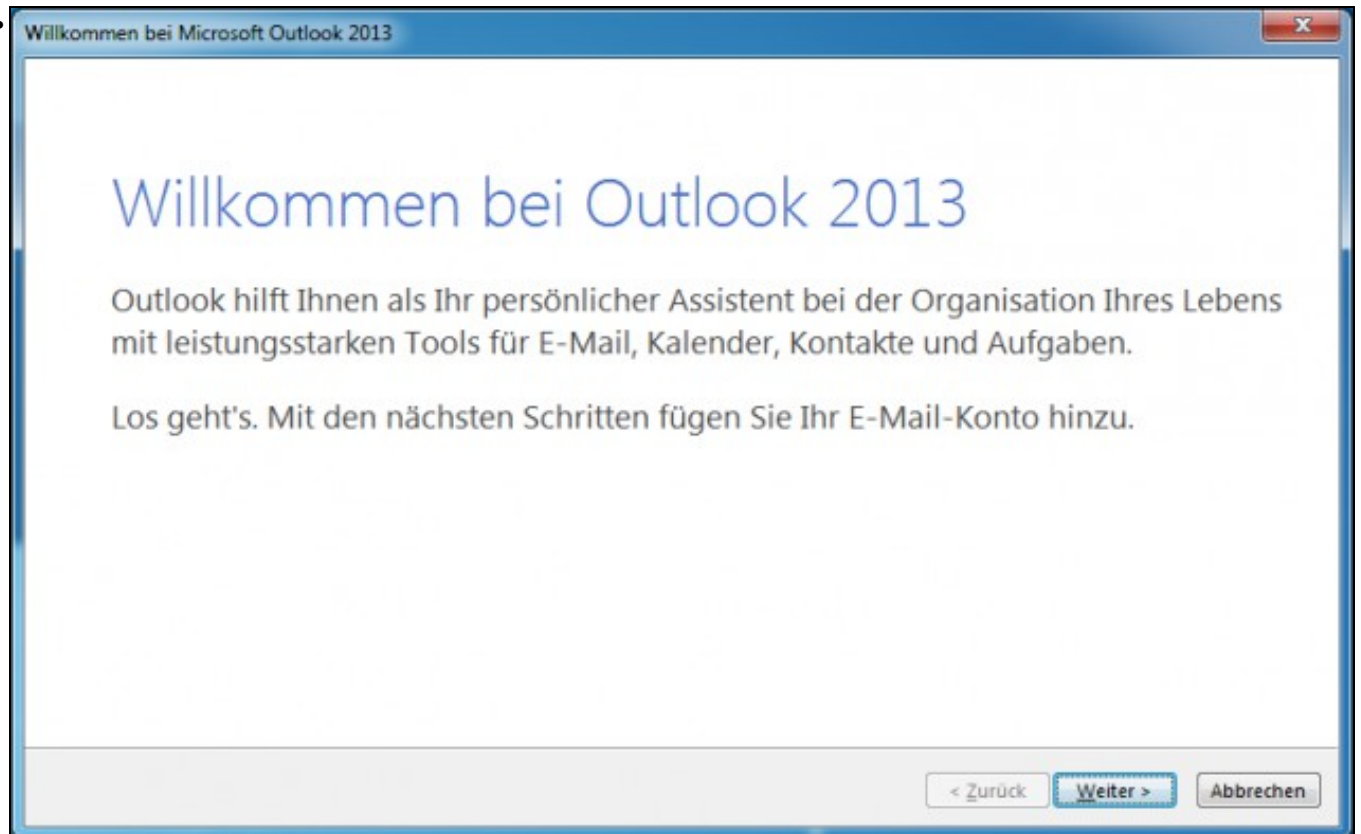 Willkommen bei Microsoft Outlook 2013
Willkommen bei Outlook 2013
Outlook hilft Ihnen als Ihr persönlicher Assistent bei der Organisation Ihres Lebens
mit leistungsstarken Tools für E-Mail, Kalender, Kontakte und Aufgaben.
Los geht's. Mit den nächsten Schritten fügen Sie Ihr E-Mail-Konto hinzu.
< Zurück Weiter > Abbrechen